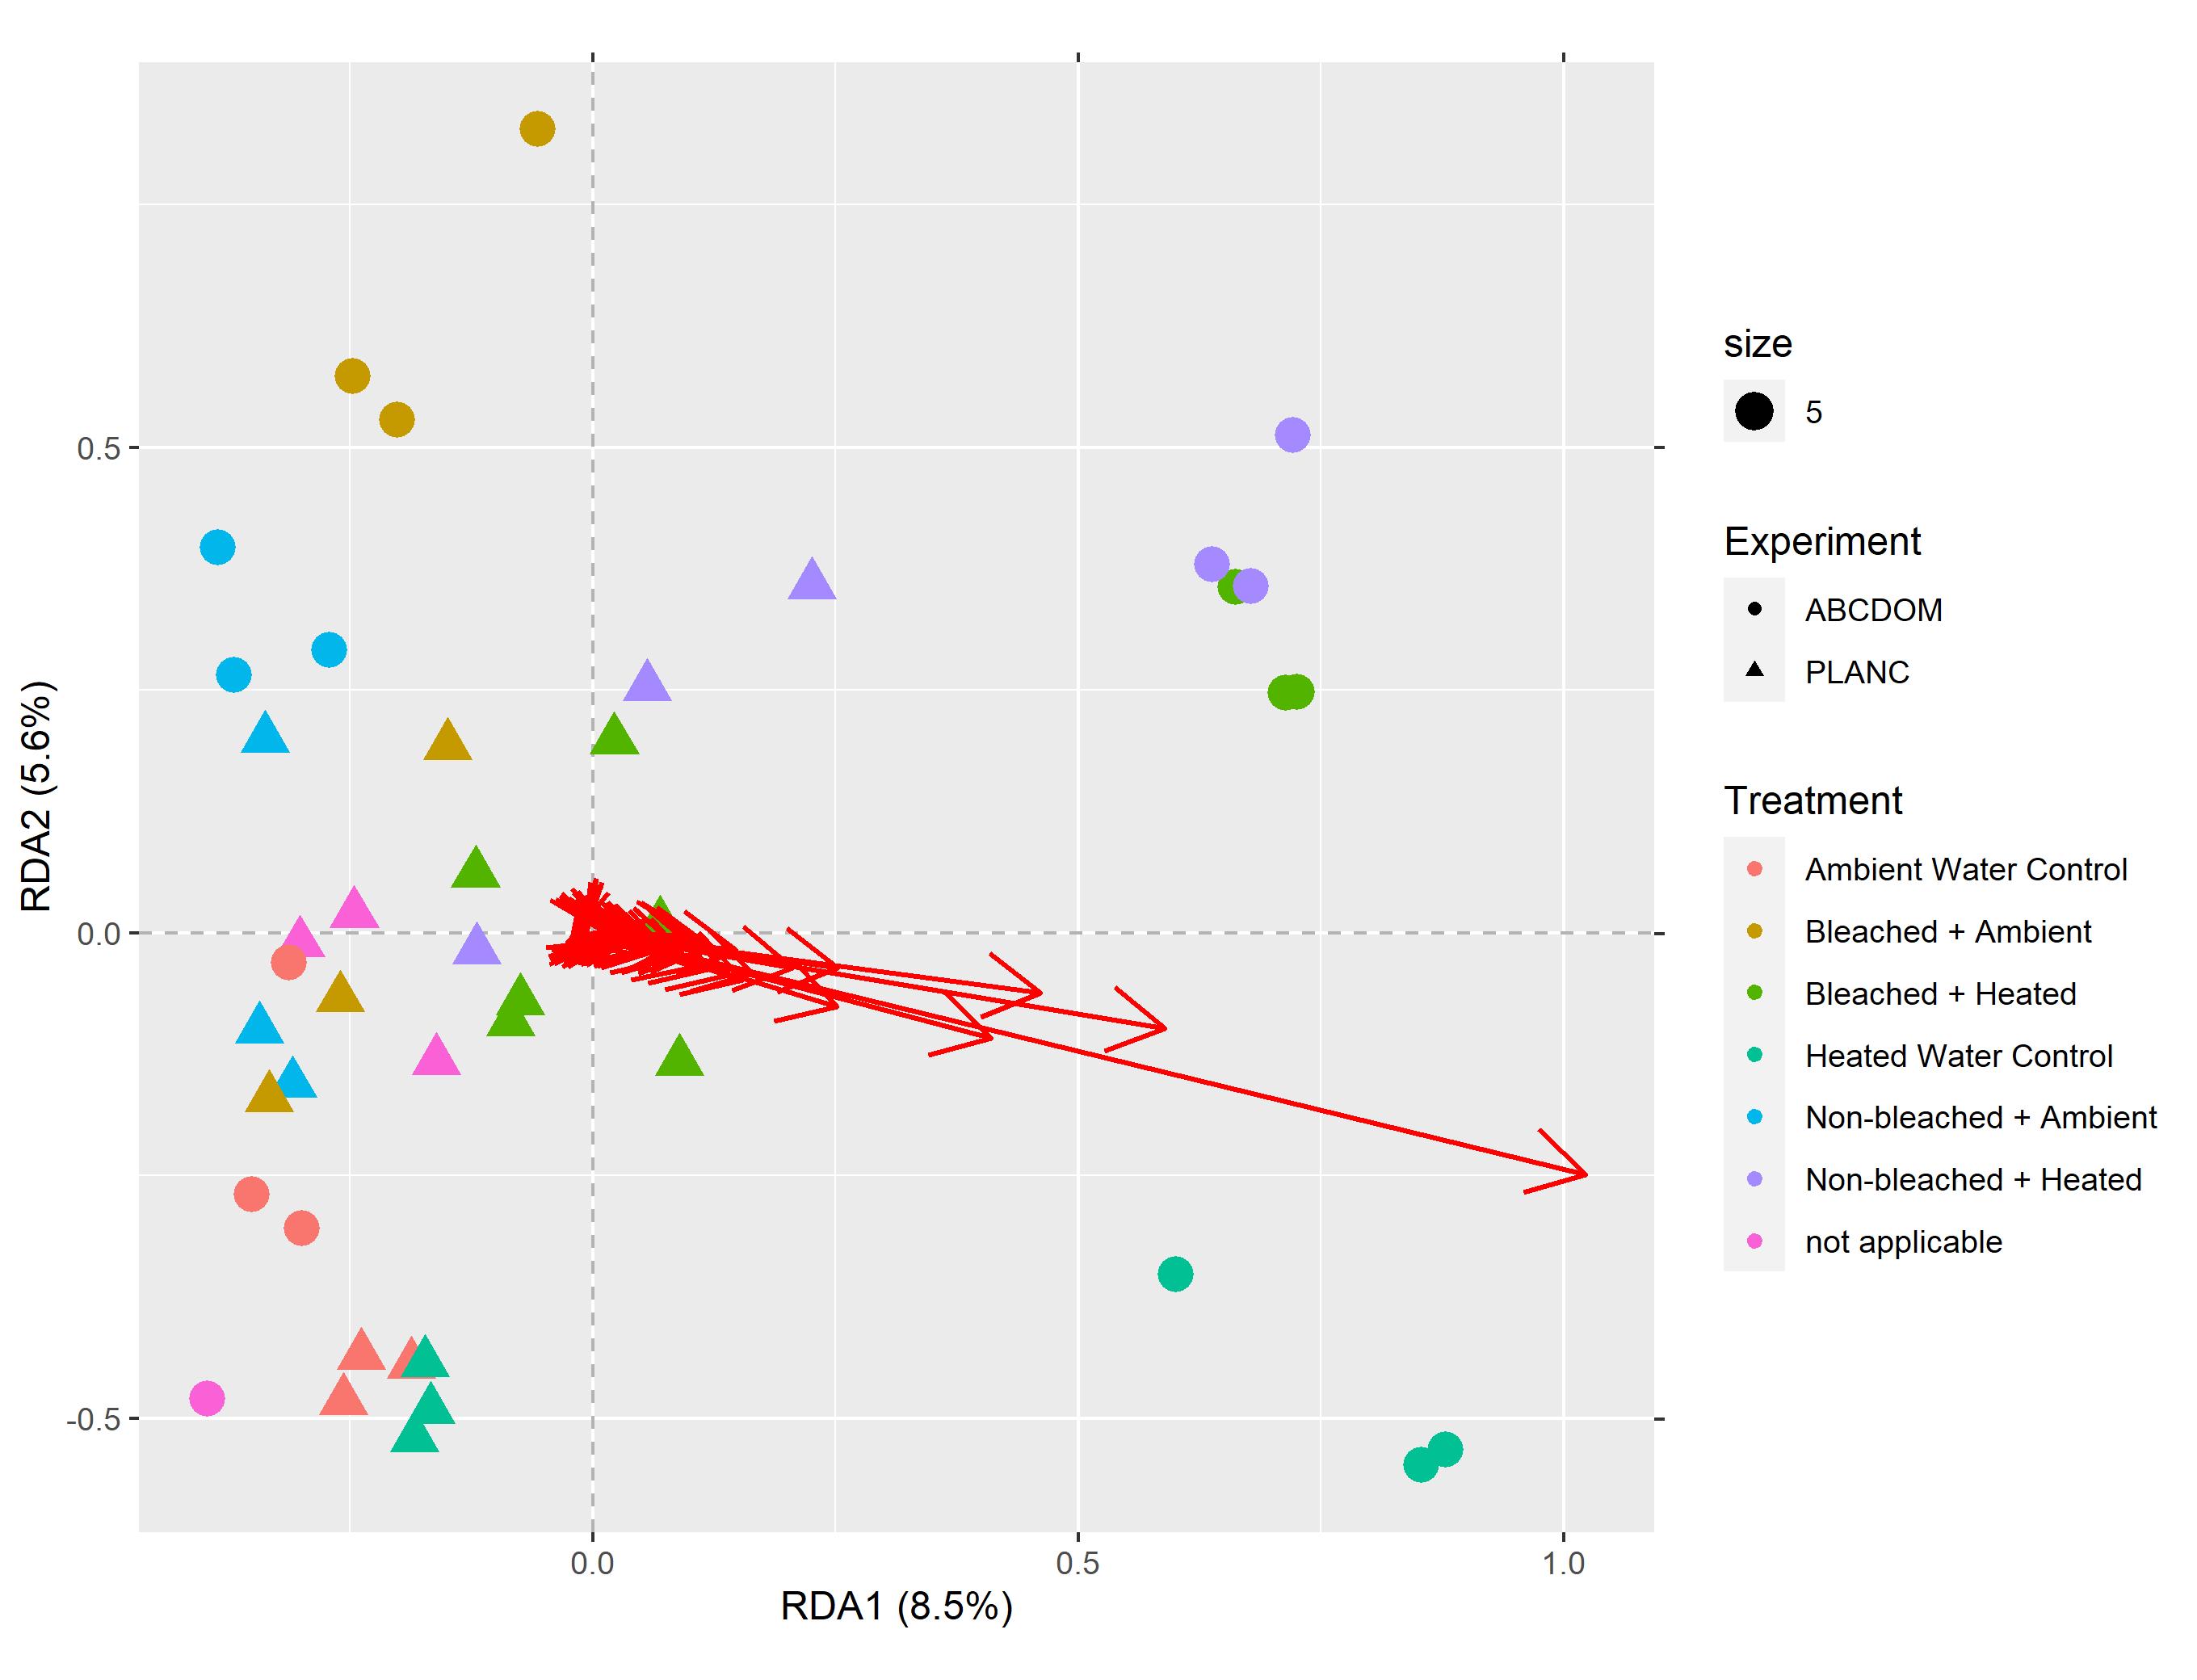 0.5
0.0
-0.5
RDA2 (5.6%)
0.0
0.5
1.0
RDA1 (8.5%)
size
5
Experiment
ABCDOM
PLANC
Treatment
Ambient Water Control
Bleached + Ambient
Bleached + Heated
Heated Water Control
Non-bleached + Ambient
Non-bleached + Heated
not applicable